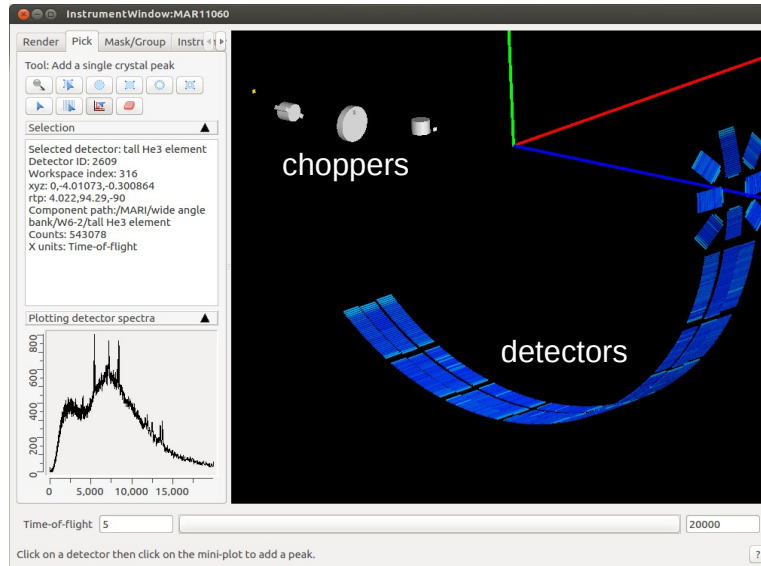 InstrumentWindow:MAR11060
Render Pick Mask/Group
Tool: Add a single crystal peak
Selection
Selected detector: tall He3 element
Detector ID: 2609
Workspace index: 316
xyz: 0,-4.01073,-0.300864
rtp: 4.022,94.29,-90
Component path:/MARI/wide angle
bank/W6-2/tall He3 element
Counts: 543078
X units: Time-of-flight
Plotting detector spectra
800
600
400
200
0
0 5,000 10,000 15,000
choppers
detectors
Time-of-flight 5 20000
Click on a detector then click on the mini-plot to add a peak. ?